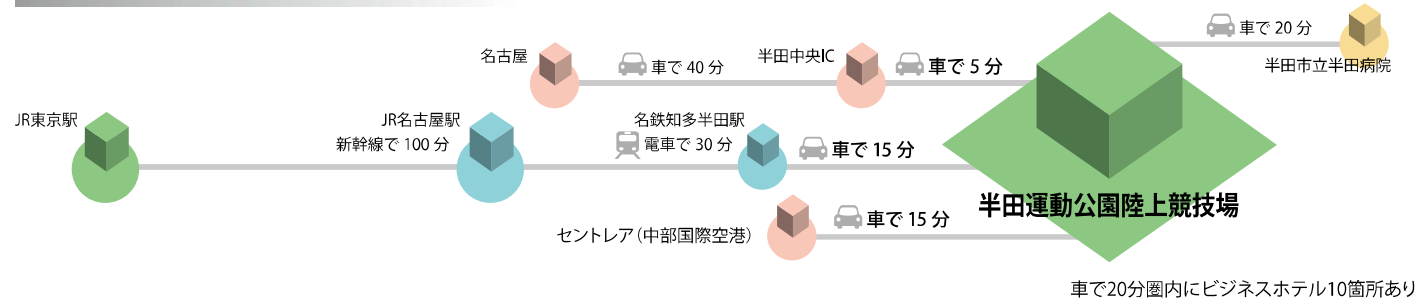 名古屋
車で 40 分
半田中央IC
車で 5 分
車で 20 分
半田市立半田病院
JR東京駅
JR名古屋駅
新幹線で 100 分
名鉄知多半田駅
電車で 30 分
車で 15 分
半田運動公園陸上競技場
セントレア（中部国際空港）
車で 15 分
車で20分圏内にビジネスホテル10箇所あり